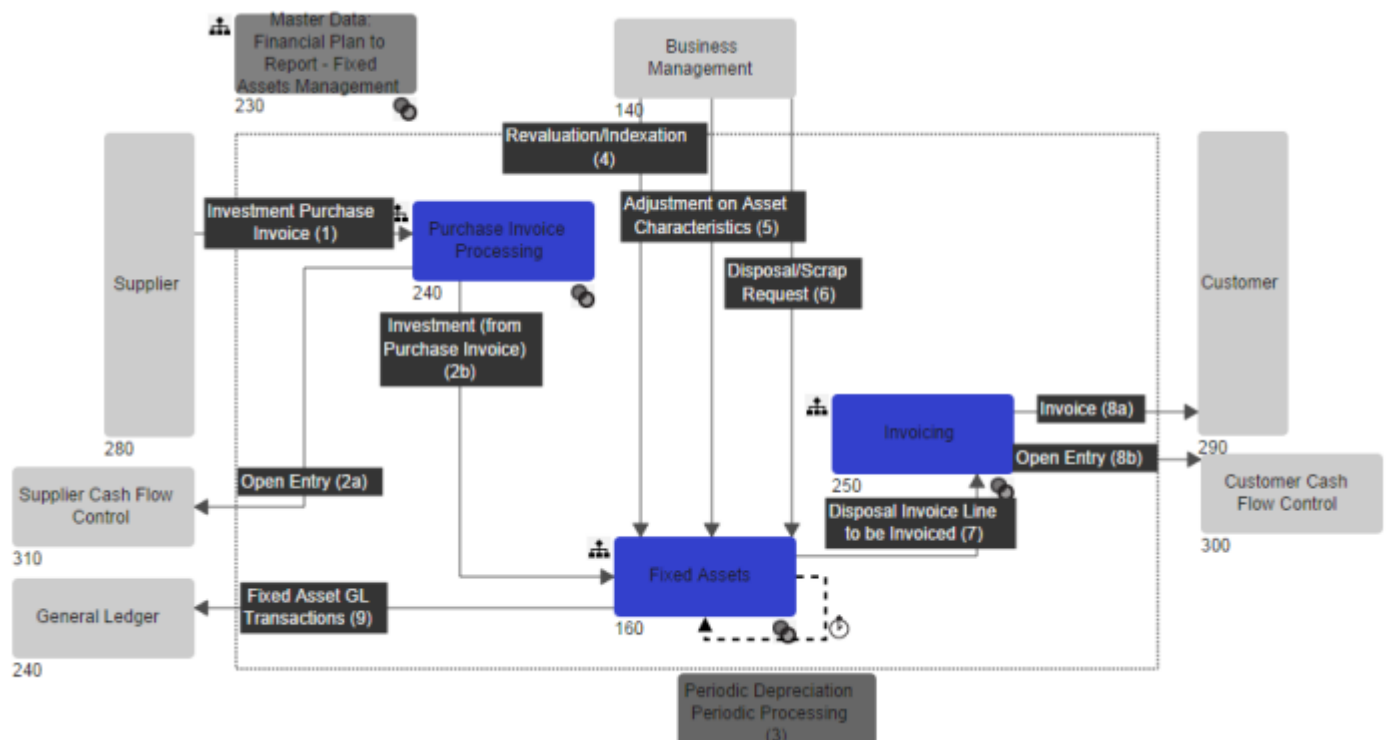 Master Data:
Financial Plan to
Report - Fixed
Assets Management
230
Business
Management
140
Revaluation/Indexation
(4)
Investment Purchase
Invoice (1)
Purchase Invoice
Processing
240
Adjustment on Asset
Characteristics (5)
Disposal/Scrap
Request (6)
Supplier
280
Customer
290
Investment (from
Purchase Invoice)
(2b)
Invoicing
250
Invoice (8a)
Open Entry (8b)
Open Entry (2a)
Supplier Cash Flow
Control
310
Disposal Invoice Line
to be Invoiced (7)
Customer Cash
Flow Control
300
Fixed Assets
160
Fixed Asset GL
Transactions (9)
General Ledger
240
Periodic Depreciation
Periodic Processing
(3)